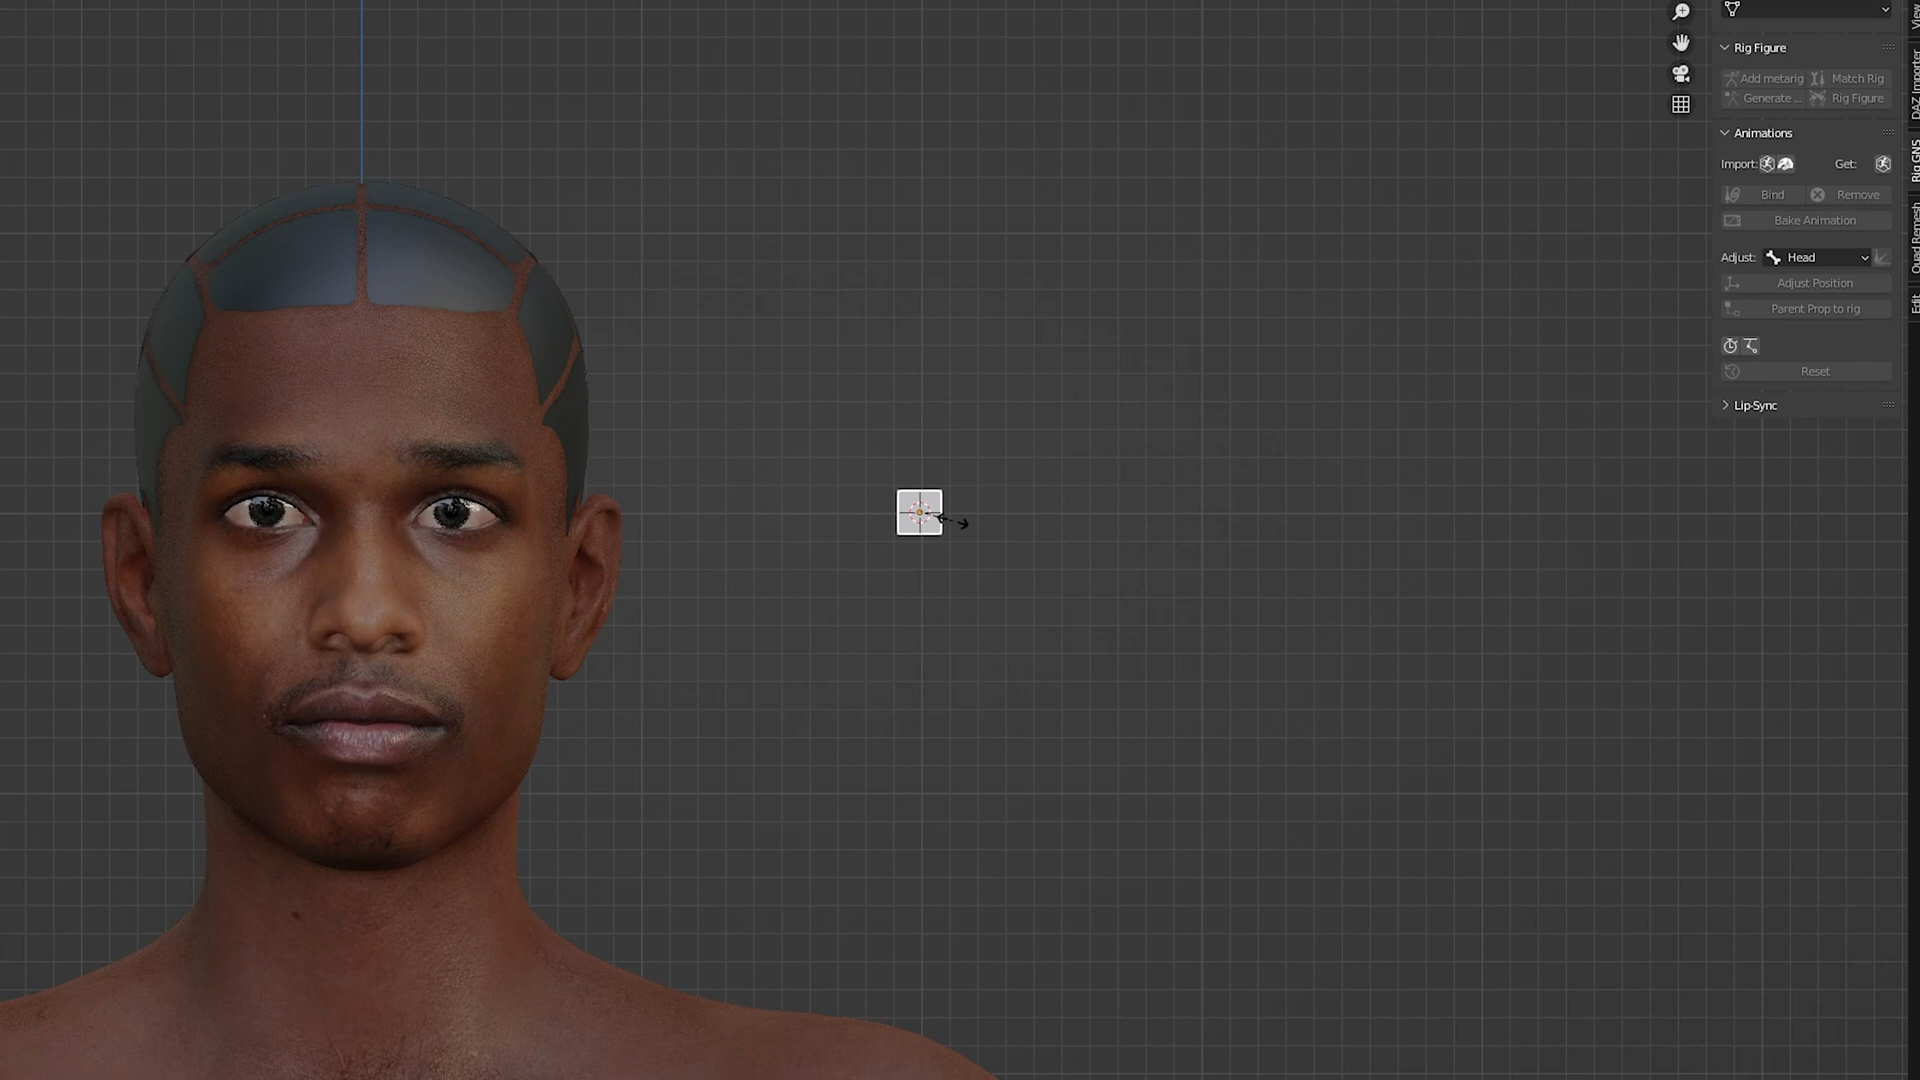 View
Rig Figure
Add metarig
Match Rig
Generate ...
Rig Figure
DAZ Importer
Animations
Import:
Get:
Rig GNS
Bind
Remove
Bake Animation
Quad Remesh
Adjust:
Head
Adjust Position
Parent Prop to rig
Edit
Reset
Lip-Sync